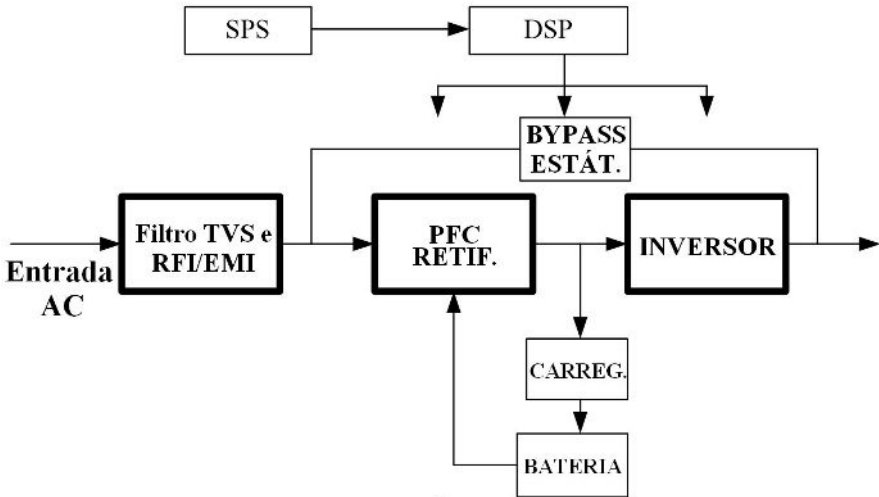 SPS
DSP
BYPASS
ESTÁT.
Filtro TVS e
RFI/EMI
PFC
RETIF.
INVERSOR
Entrada
AC
CARREG.
BATERIA